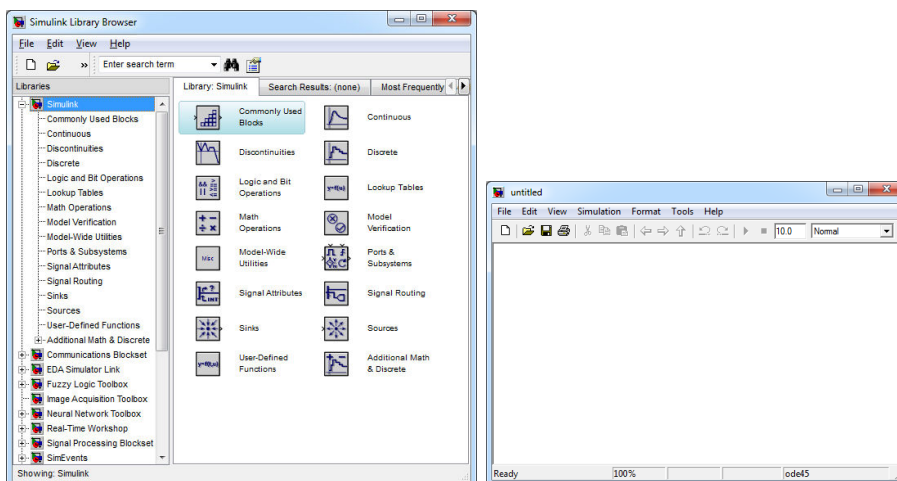 Simulink Library Browser
File Edit View Help
» Enter search term
Libraries
Simulink
Commonly Used Blocks
Continuous
Discontinuities
Discrete
Logic and Bit Operations
Lookup Tables
Math Operations
Model Verification
Model-Wide Utilities
Ports & Subsystems
Signal Attributes
Signal Routing
Sinks
Sources
User-Defined Functions
Additional Math & Discrete
Communications Blockset
EDA Simulator Link
Fuzzy Logic Toolbox
Image Acquisition Toolbox
Neural Network Toolbox
Real-Time Workshop
Signal Processing Blockset
SimEvents
Showing: Simulink
Library: Simulink Search Results: (none) Most Frequently
Commonly Used
Blocks
Continuous
Discontinuities
Discrete
Logic and Bit
Operations
y=f(u)
Lookup Tables
Math
Operations
Model
Verification
Misc
Model-Wide
Utilities
Ports &
Subsystems
Signal Attributes
Signal Routing
Sinks
Sources
y=f(u)
User-Defined
Functions
Additional Math
& Discrete
untitled
File Edit View Simulation Format Tools Help
10.0 Normal
Ready 100% ode45